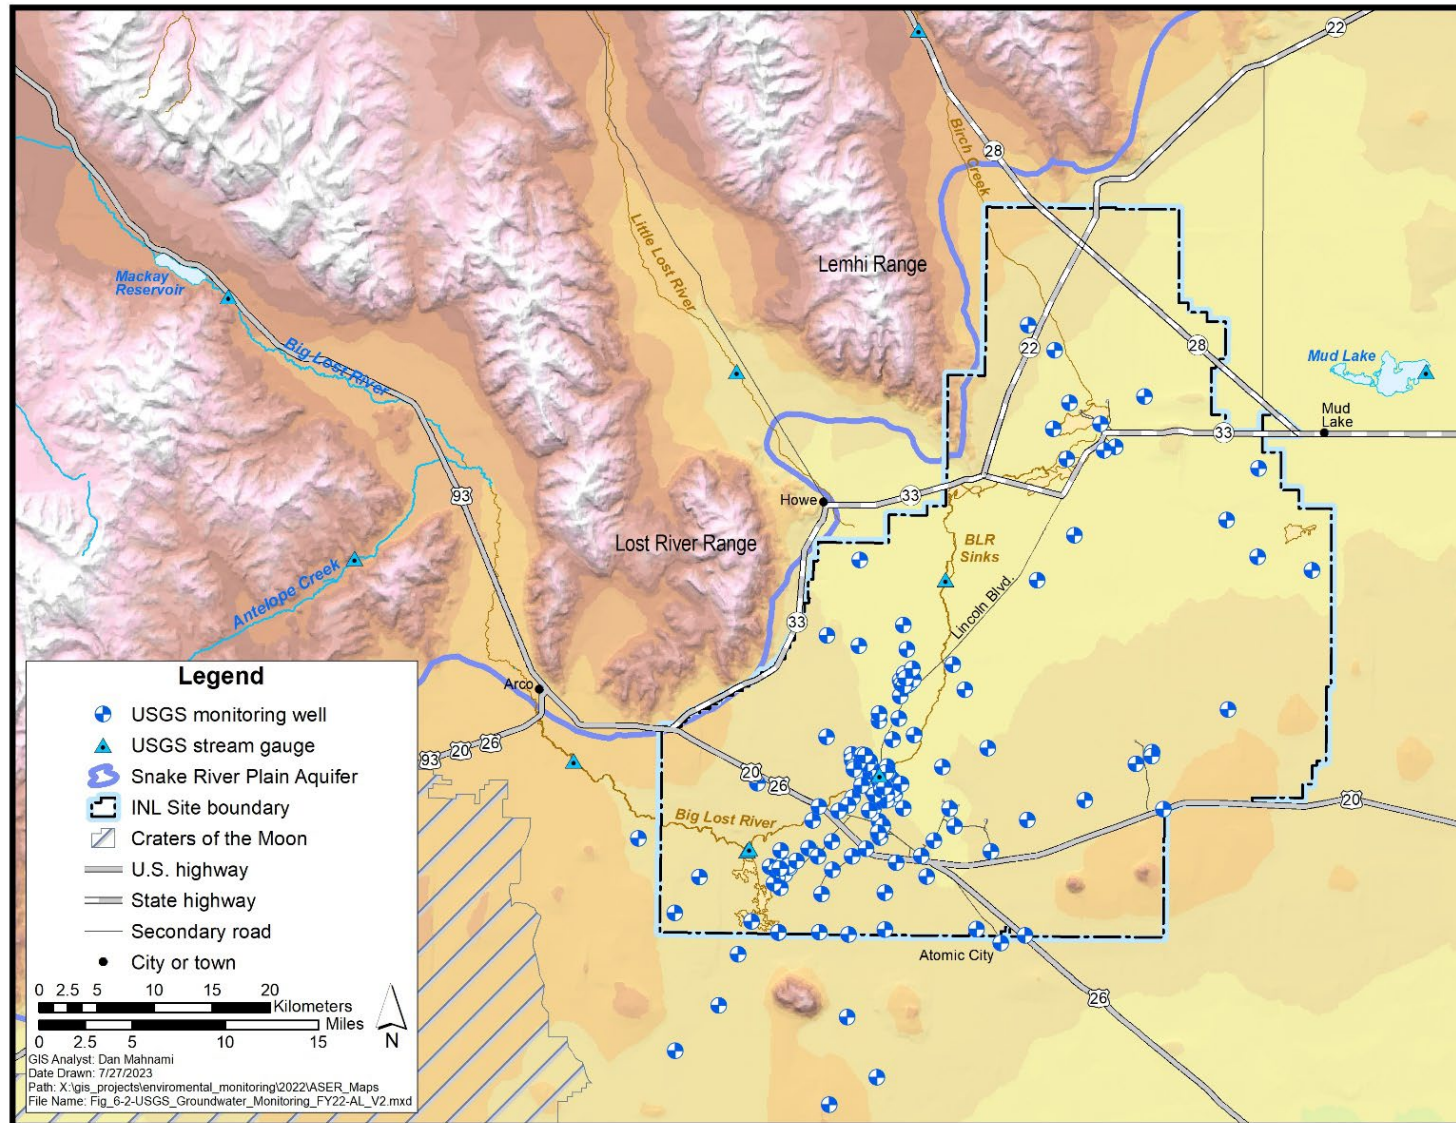 22
28
Birch Creek
Little Lost River
Lemhi Range
Mackay
Reservoir
Big Lost River
22
28
Mud Lake
Mud
Lake
33
93
Howe
33
Lost River Range
BLR
Sinks
Antelope Creek
Lincoln Blvd.
33
Arco
93
20
26
20
26
20
Big Lost River
Atomic City
26
Legend
USGS monitoring well
USGS stream gauge
Snake River Plain Aquifer
INL Site boundary
Craters of the Moon
U.S. highway
State highway
Secondary road
City or town
0 2.5 5 10 15 20
Kilometers
Miles
0 2.5 5 10 15
N
GIS Analyst: Dan Mahnami
Date Drawn: 7/27/2023
Path: X:\gis_projects\enviromental_monitoring\2022\ASER_Maps
File Name: Fig_6-2-USGS_Groundwater_Monitoring_FY22-AL_V2.mxd